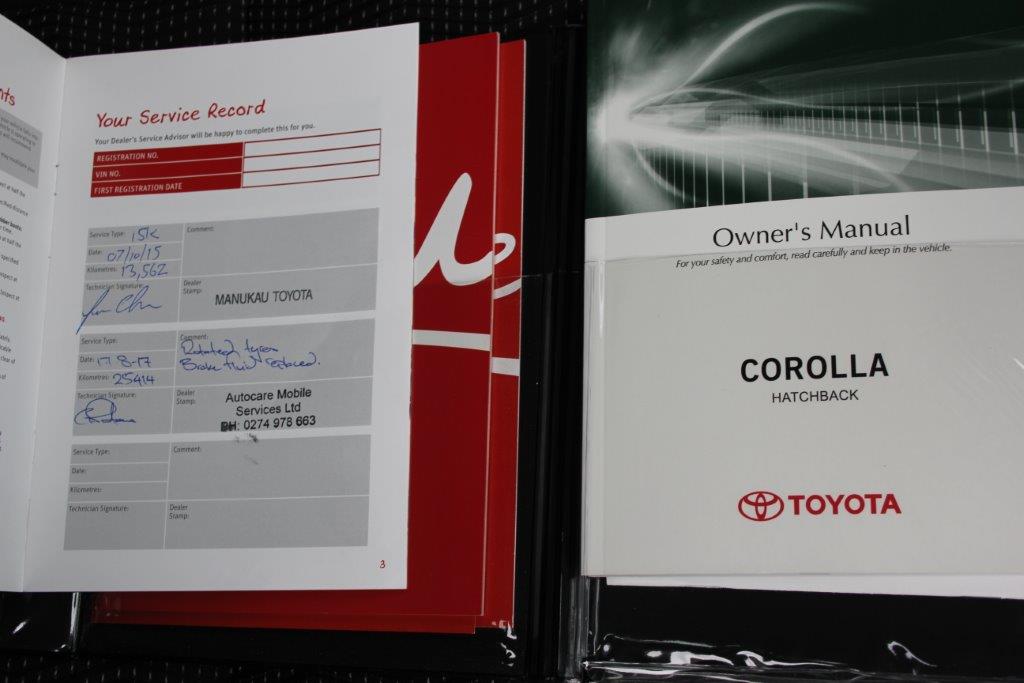 nts
Your Service Record
Your Dealer's Service Advisor will be happy to complete this for you.
REGISTRATION NO.
VIN NO.
FIRST REGISTRATION DATE
Service Type: 15K
Comment:
Date: 07/10/15
Kilometres: 13,562
Technician Signature:
Dealer
Stamp:
MANUKAU TOYOTA
Service Type:
Comment:
Rotated tyres
Brake fluid replaced.
Date: 17-8-17
Kilometres: 25414
Technician Signature:
Dealer
Stamp:
Autocare Mobile
Services Ltd
PH: 0274 978 663
Service Type:
Comment:
Date:
Kilometres:
Technician Signature:
Dealer
Stamp:
3
Owner's Manual
For your safety and comfort, read carefully and keep in the vehicle.
COROLLA
HATCHBACK
TOYOTA